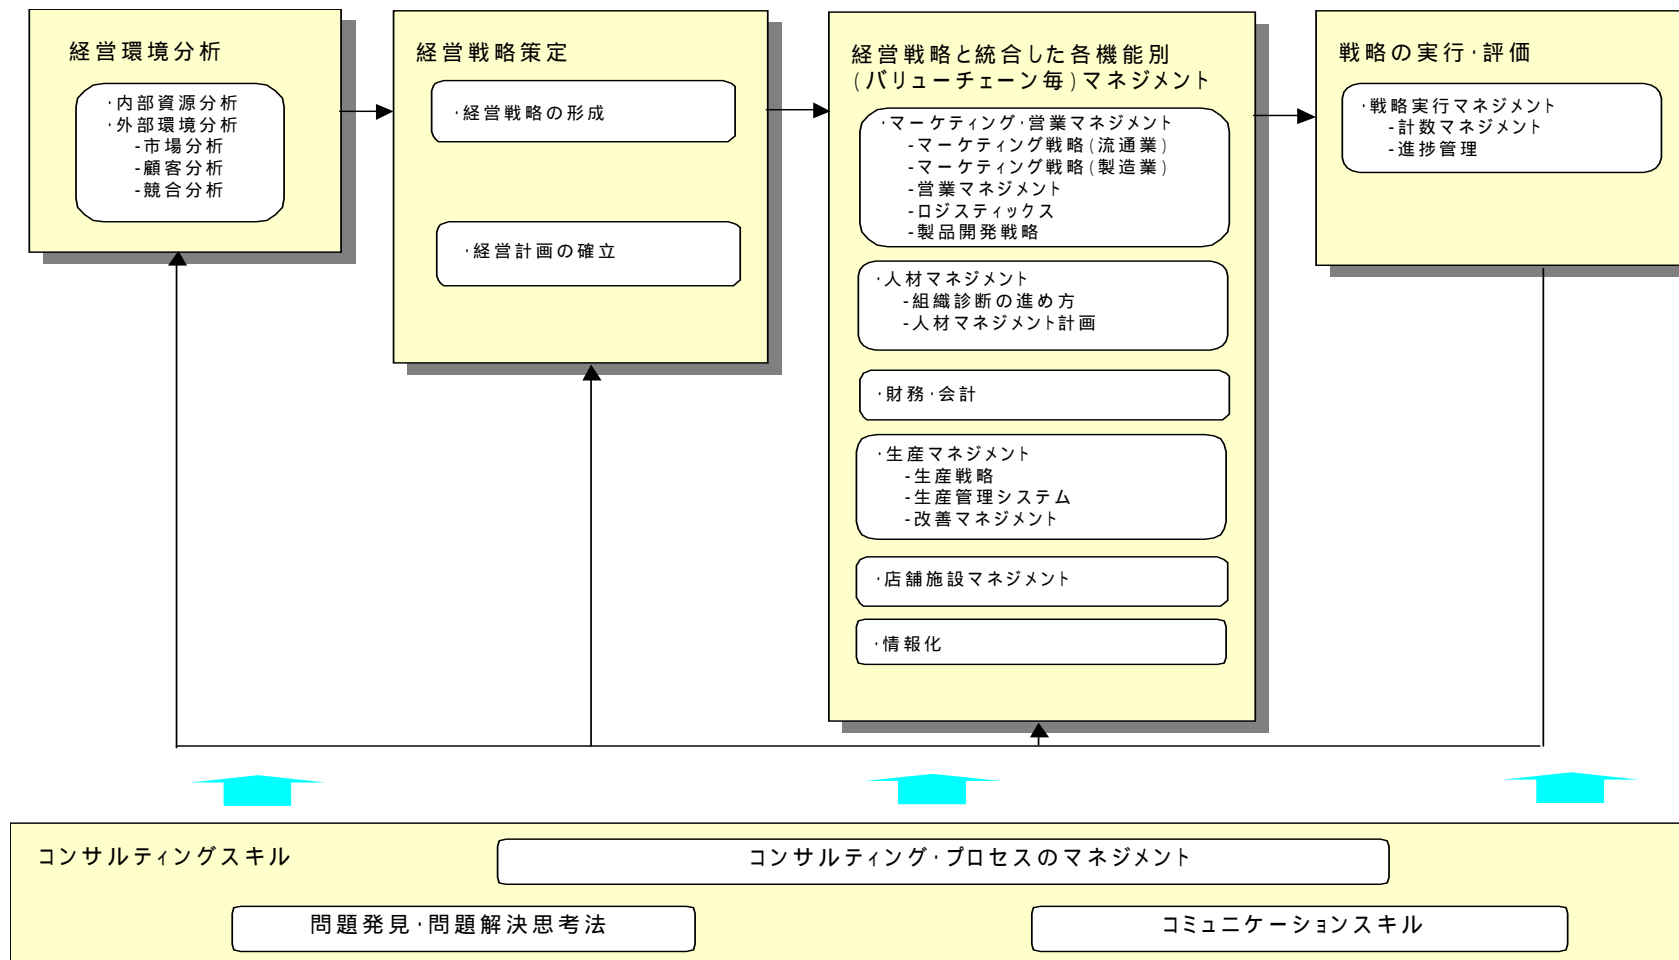 経営環境分析
・内部資源分析
・外部環境分析
-市場分析
-顧客分析
-競合分析
経営戦略策定
・経営戦略の形成
・経営計画の確立
経営戦略と統合した各機能別
(バリューチェーン毎)マネジメント
・マーケティング・営業マネジメント
-マーケティング戦略(流通業)
-マーケティング戦略(製造業)
-営業マネジメント
-ロジスティックス
-製品開発戦略
・人材マネジメント
-組織診断の進め方
-人材マネジメント計画
・財務・会計
・生産マネジメント
-生産戦略
-生産管理システム
-改善マネジメント
・店舗施設マネジメント
・情報化
戦略の実行・評価
・戦略実行マネジメント
-計数マネジメント
-進捗管理
コンサルティングスキル
コンサルティング・プロセスのマネジメント
問題発見・問題解決思考法
コミュニケーションスキル